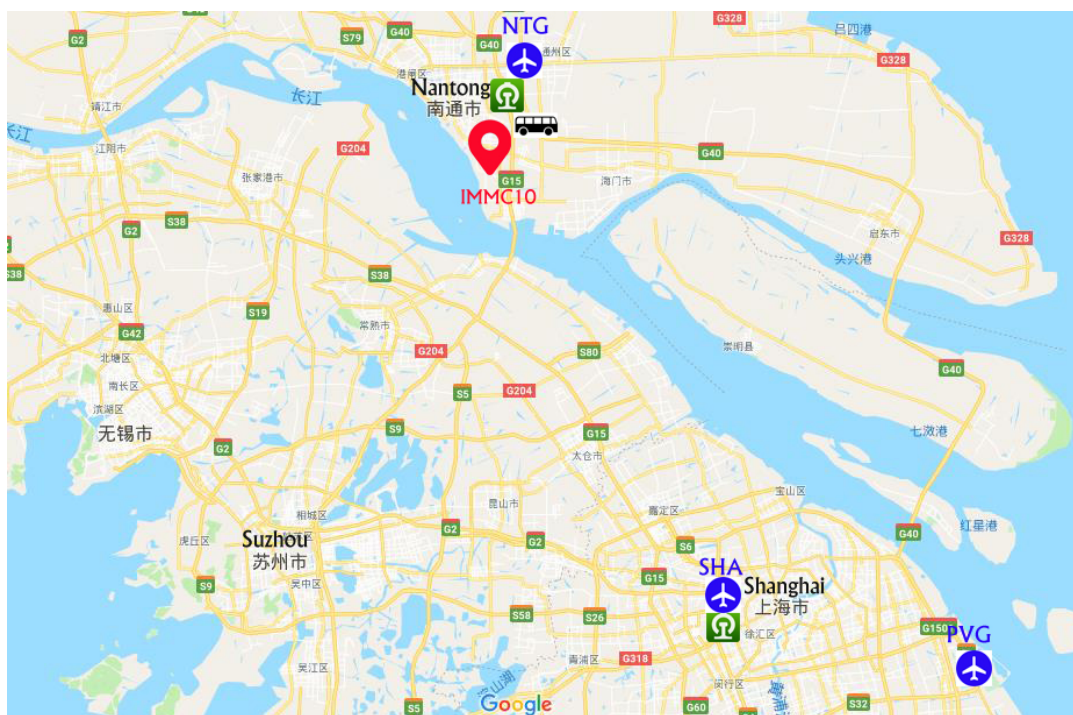 G2
S79
G40
G40
NTG
通州区
G328
吕四港
G328
港闸区
Nantong
南通市
靖江市
长江
长江
江阴市
G204
张家港市
G40
G15
海门市
IMMC10
S38
G2
启东市
G328
头兴港
S38
S38
惠山区
S19
常熟市
G42
北塘区
G204
S80
崇明县
G40
南长区
S5
G204
滨湖区
无锡市
S9
G15
七滧港
G2
太仓市
昆山市
宝山区
相城区
嘉定区
红星港
G2
G2
G40
虎丘区
Suzhou
苏州市
S6
SHA
G15
Shanghai
上海市
S9
吴中区
S58
S26
徐汇区
G150
PVG
吴江区
青浦区
G318
闵行区
S5
Google
G60
S32